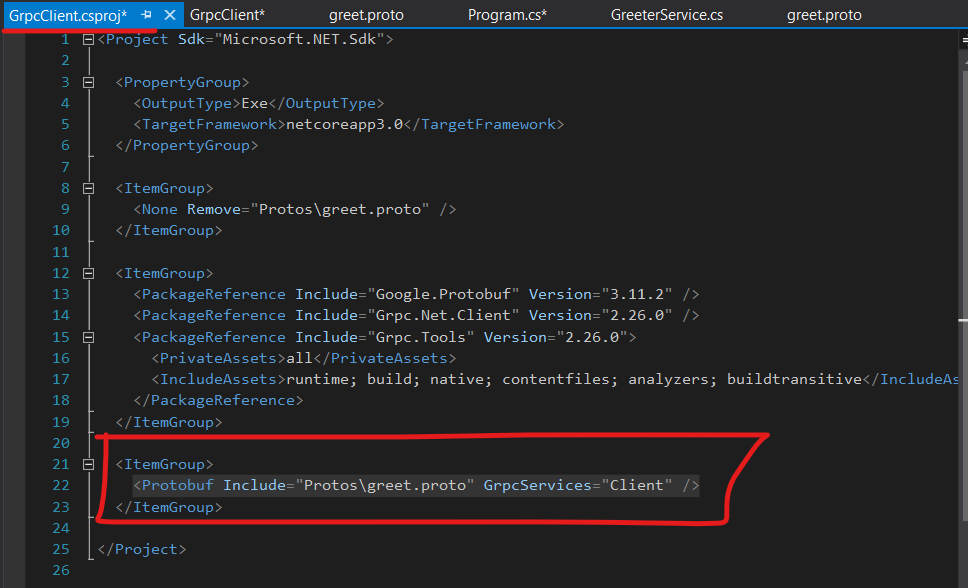 GrpcClient.csproj* GrpcClient* greet.proto Program.cs* GreeterService.cs greet.proto
1 <Project Sdk="Microsoft.NET.Sdk">
2
3 <PropertyGroup>
4 <OutputType>Exe</OutputType>
5 <TargetFramework>netcoreapp3.0</TargetFramework>
6 </PropertyGroup>
7
8 <ItemGroup>
9 <None Remove="Protos\greet.proto" />
10 </ItemGroup>
11
12 <ItemGroup>
13 <PackageReference Include="Google.Protobuf" Version="3.11.2" />
14 <PackageReference Include="Grpc.Net.Client" Version="2.26.0" />
15 <PackageReference Include="Grpc.Tools" Version="2.26.0">
16 <PrivateAssets>all</PrivateAssets>
17 <IncludeAssets>runtime; build; native; contentfiles; analyzers; buildtransitive</IncludeAs
18 </PackageReference>
19 </ItemGroup>
20
21 <ItemGroup>
22 <Protobuf Include="Protos\greet.proto" GrpcServices="Client" />
23 </ItemGroup>
24
25 </Project>
26